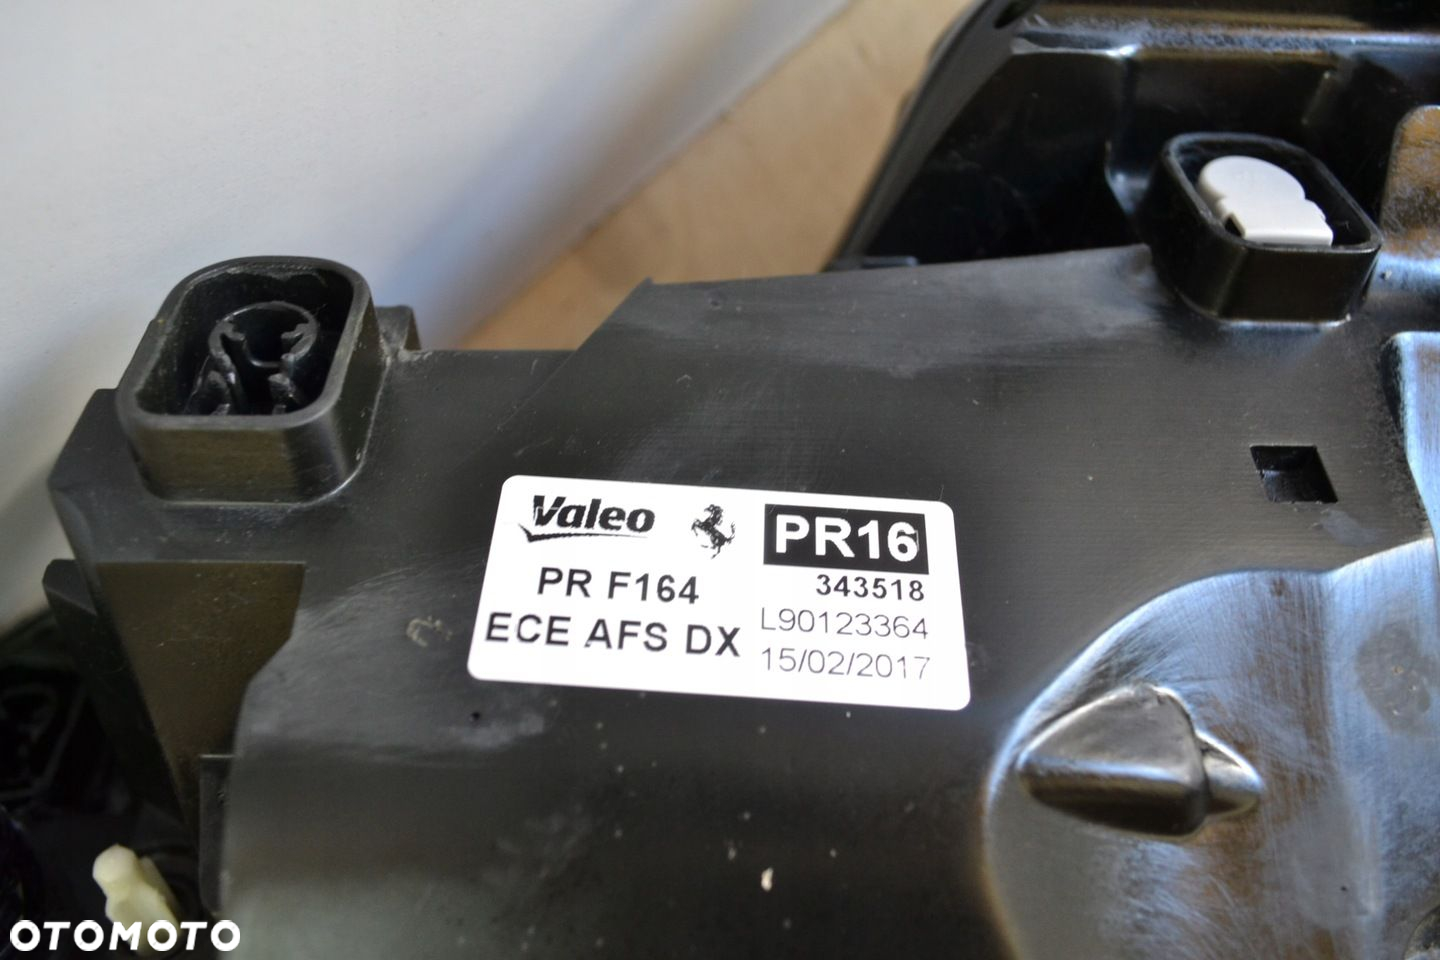 Valeo
PR16
PR F164
343518
ECE AFS DX
L90123364
15/02/2017
OTOMOTO